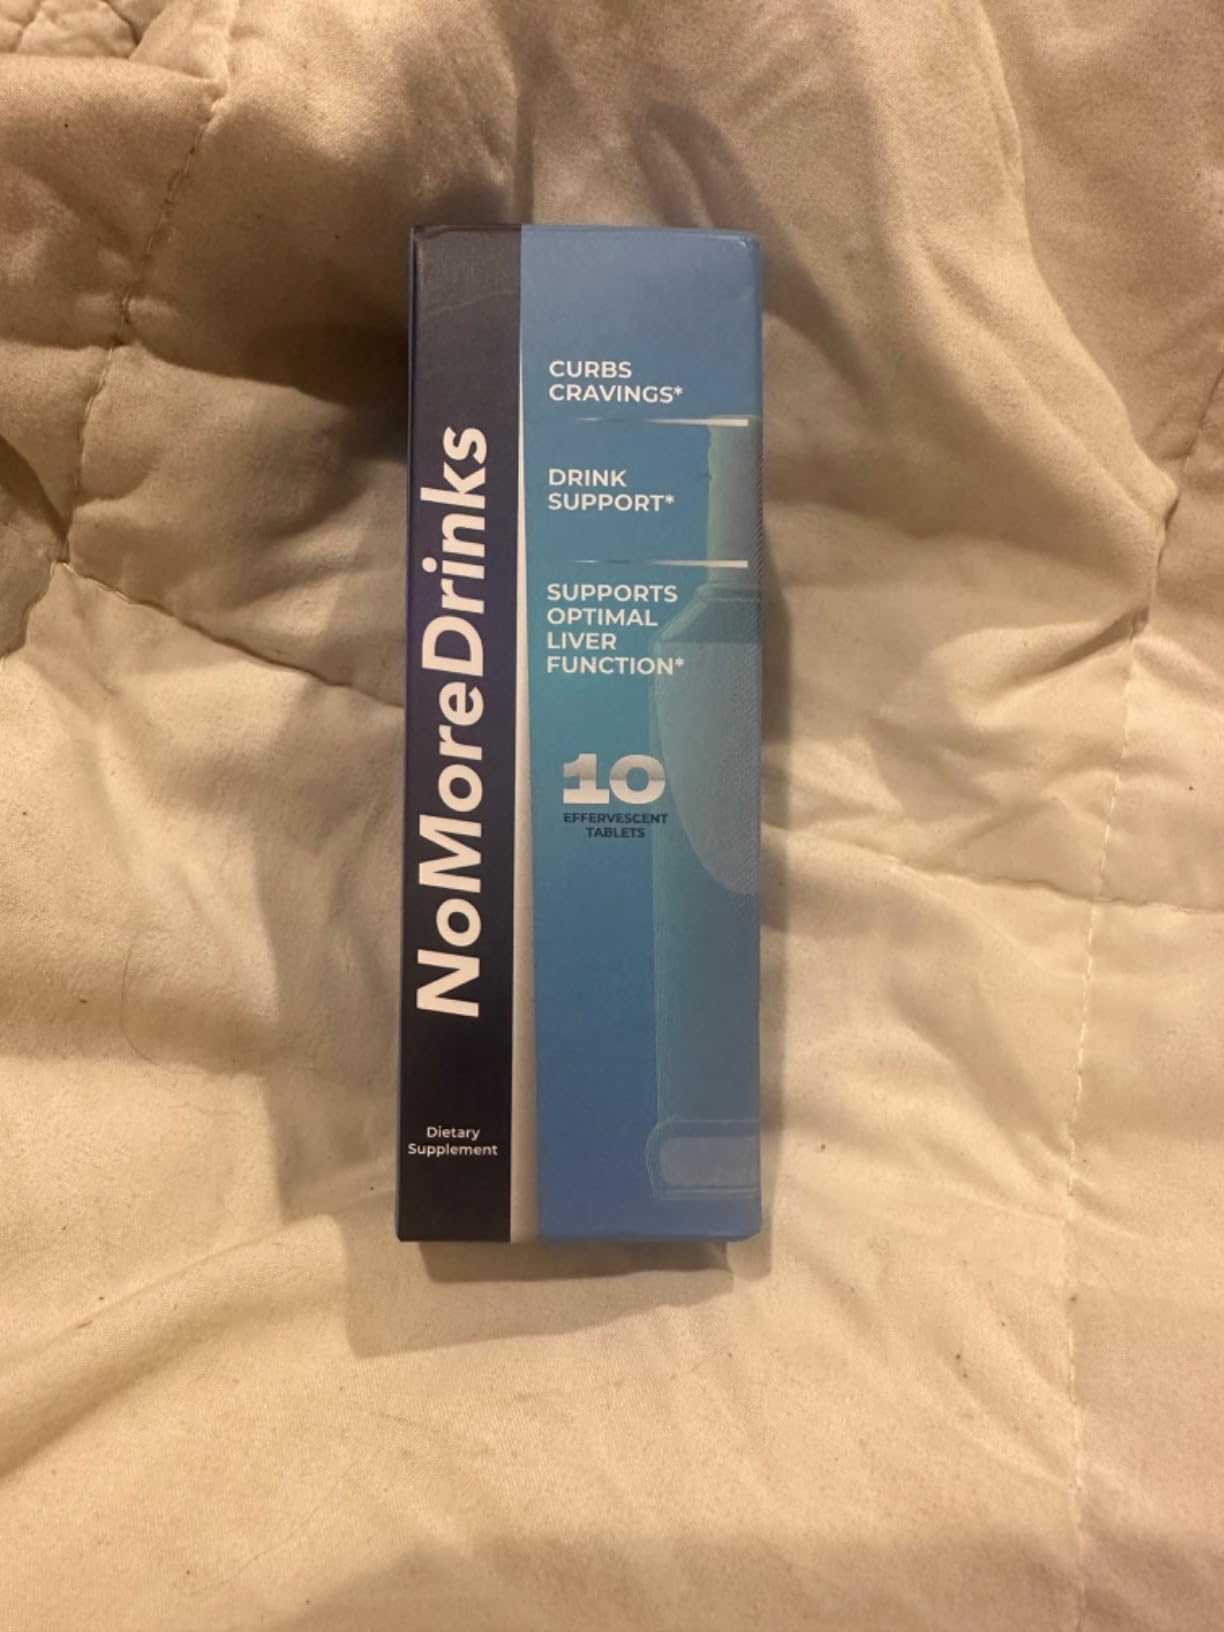 NoMoreDrinks
Dietary
Supplement
CURBS
CRAVINGS*
DRINK
SUPPORT*
SUPPORTS
OPTIMAL
LIVER
FUNCTION*
10
EFFERVESCENT
TABLETS